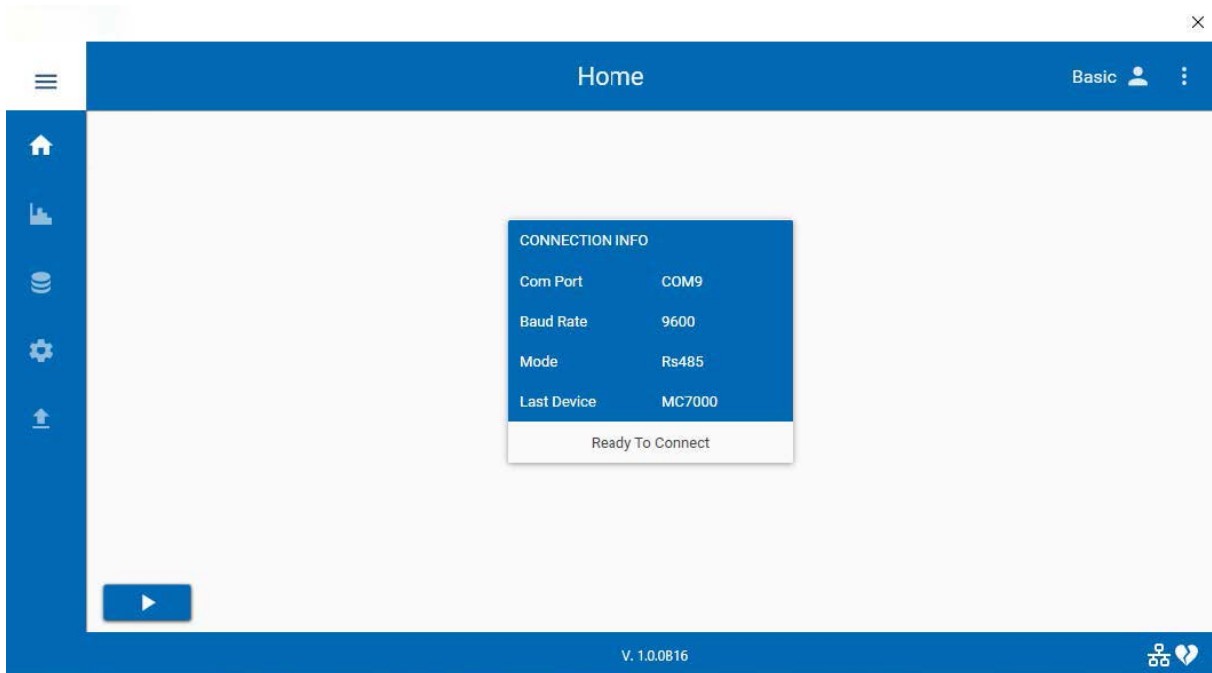 Home
Basic
CONNECTION INFO
Com Port COM9
Baud Rate 9600
Mode Rs485
Last Device MC7000
Ready To Connect
V. 1.0.0B16